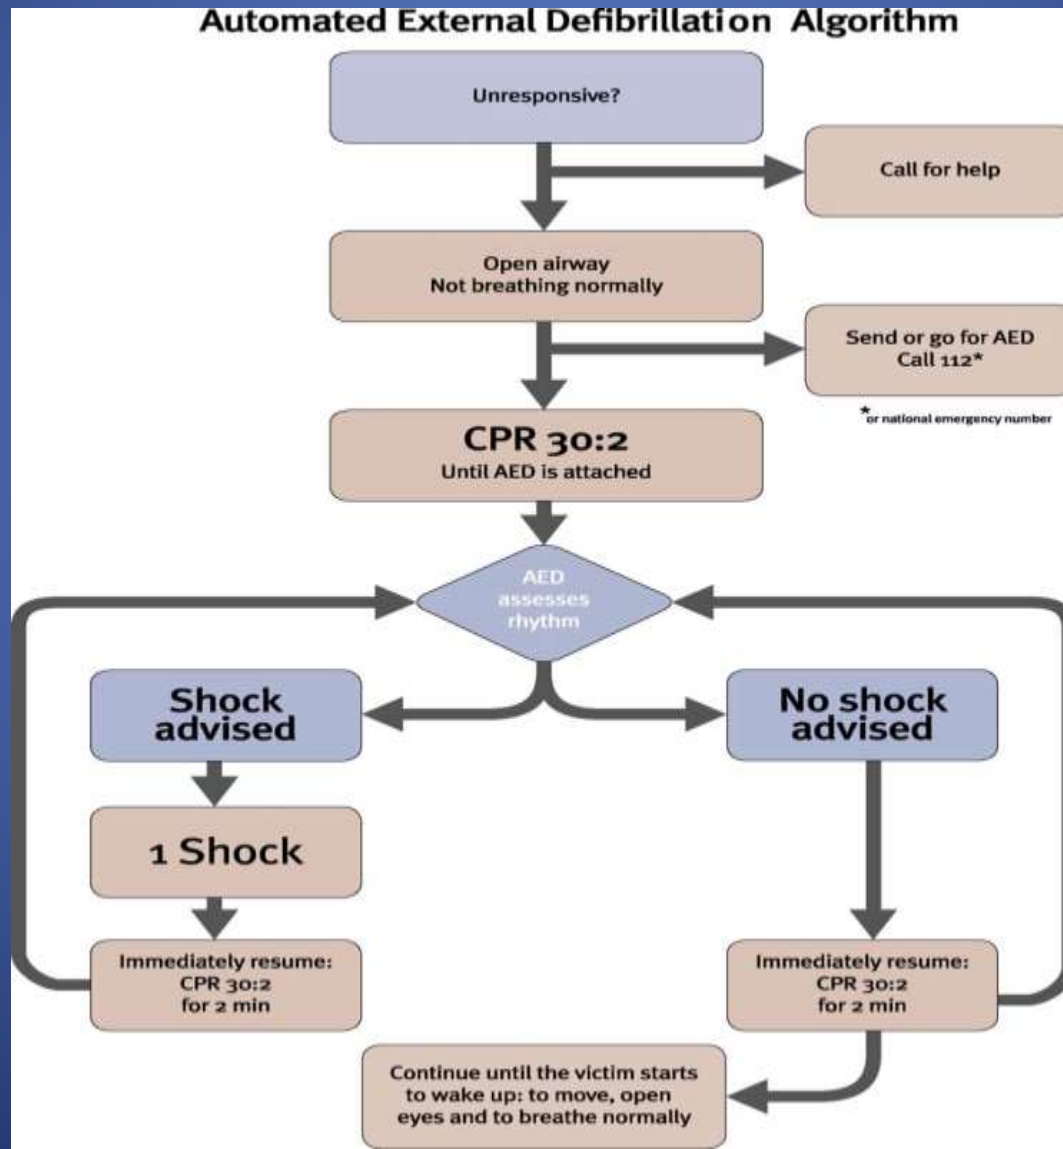 Automated External Defibrillation Algorithm
Unresponsive?
Call for help
Open airway
Not breathing normally
Send or go for AED
Call 112*
*or national emergency number
CPR 30:2
Until AED is attached
AED
assesses
rhythm
Shock
advised
No shock
advised
1 Shock
Immediately resume:
CPR 30:2
for 2 min
Immediately resume:
CPR 30:2
for 2 min
Continue until the victim starts
to wake up: to move, open
eyes and to breathe normally